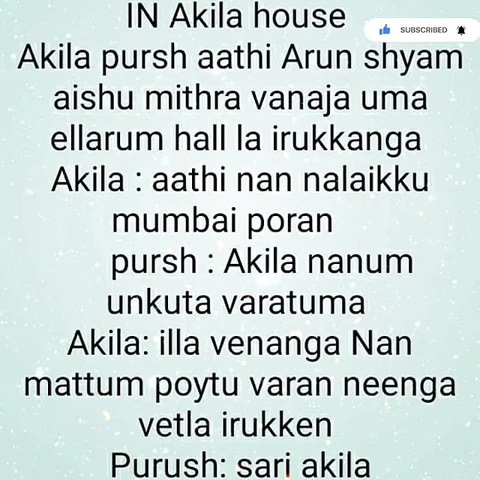 IN Akila house
SUBSCRIBED
Akila pursh aathi Arun shyam
aishu mithra vanaja uma
ellarum hall la irukkanga
Akila : aathi nan nalaikku
mumbai poran
pursh : Akila nanum
unkuta varatuma
Akila: illa venanga Nan
mattum poytu varan neenga
vetla irukken
Purush: sari akila